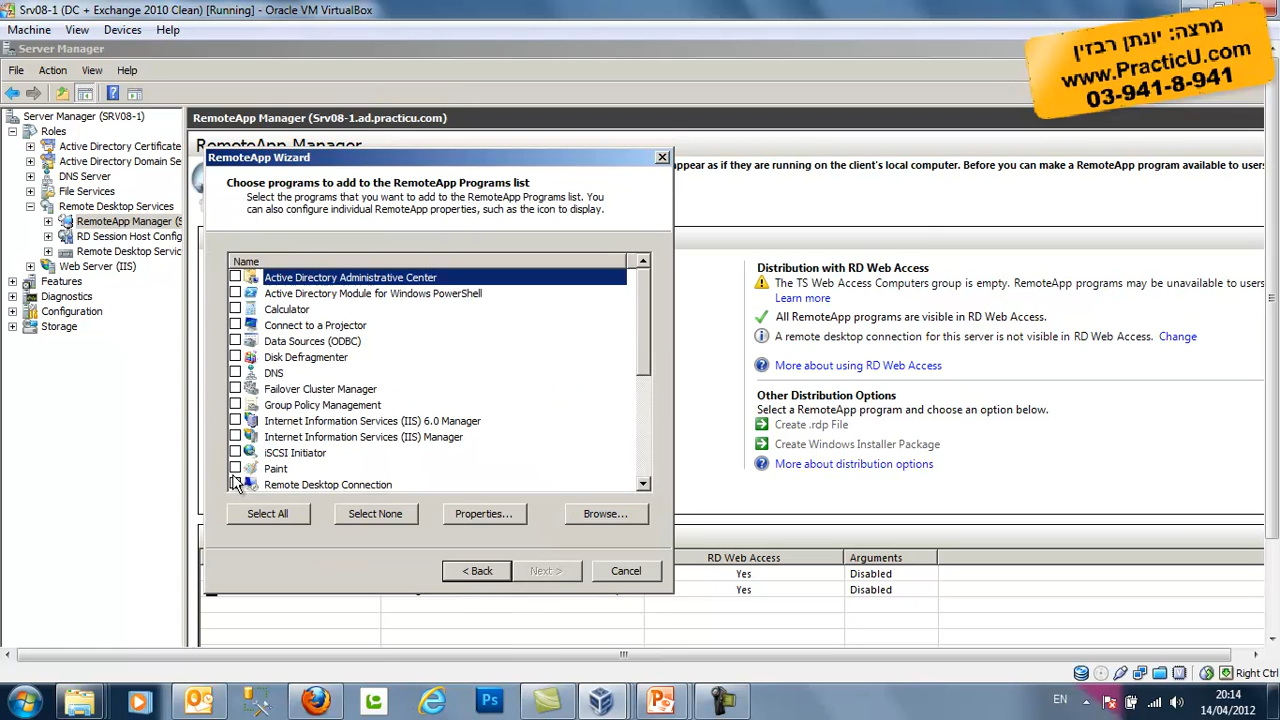 Srv08-1 (DC + Exchange 2010 Clean) [Running] - Oracle VM VirtualBox
Machine View Devices Help
מרצה: יונתן רבזין
www.PracticU.com
03-941-8-941
Server Manager
File Action View Help
Server Manager (SRV08-1)
Roles
Active Directory Certificate
Active Directory Domain Se
DNS Server
File Services
Remote Desktop Services
RemoteApp Manager (S
RD Session Host Config
Remote Desktop Servic
Web Server (IIS)
Features
Diagnostics
Configuration
Storage
RemoteApp Manager (Srv08-1.ad.practicu.com)
RemoteApp Manager
appear as if they are running on the client's local computer. Before you can make a RemoteApp program available to users
RemoteApp Wizard
Choose programs to add to the RemoteApp Programs list
Select the programs that you want to add to the RemoteApp Programs list. You
can also configure individual RemoteApp properties, such as the icon to display.
Name
Active Directory Administrative Center
Active Directory Module for Windows PowerShell
Calculator
Connect to a Projector
Data Sources (ODBC)
Disk Defragmenter
DNS
Failover Cluster Manager
Group Policy Management
Internet Information Services (IIS) 6.0 Manager
Internet Information Services (IIS) Manager
iSCSI Initiator
Paint
Remote Desktop Connection
Select All Select None Properties... Browse...
< Back Next > Cancel
Distribution with RD Web Access
The TS Web Access Computers group is empty. RemoteApp programs may be unavailable to users
Learn more
All RemoteApp programs are visible in RD Web Access.
A remote desktop connection for this server is not visible in RD Web Access. Change
More about using RD Web Access
Other Distribution Options
Select a RemoteApp program and choose an option below.
Create .rdp File
Create Windows Installer Package
More about distribution options
RD Web Access Arguments
Yes Disabled
Yes Disabled
Right Ctrl
Ps
EN
20:14
14/04/2012